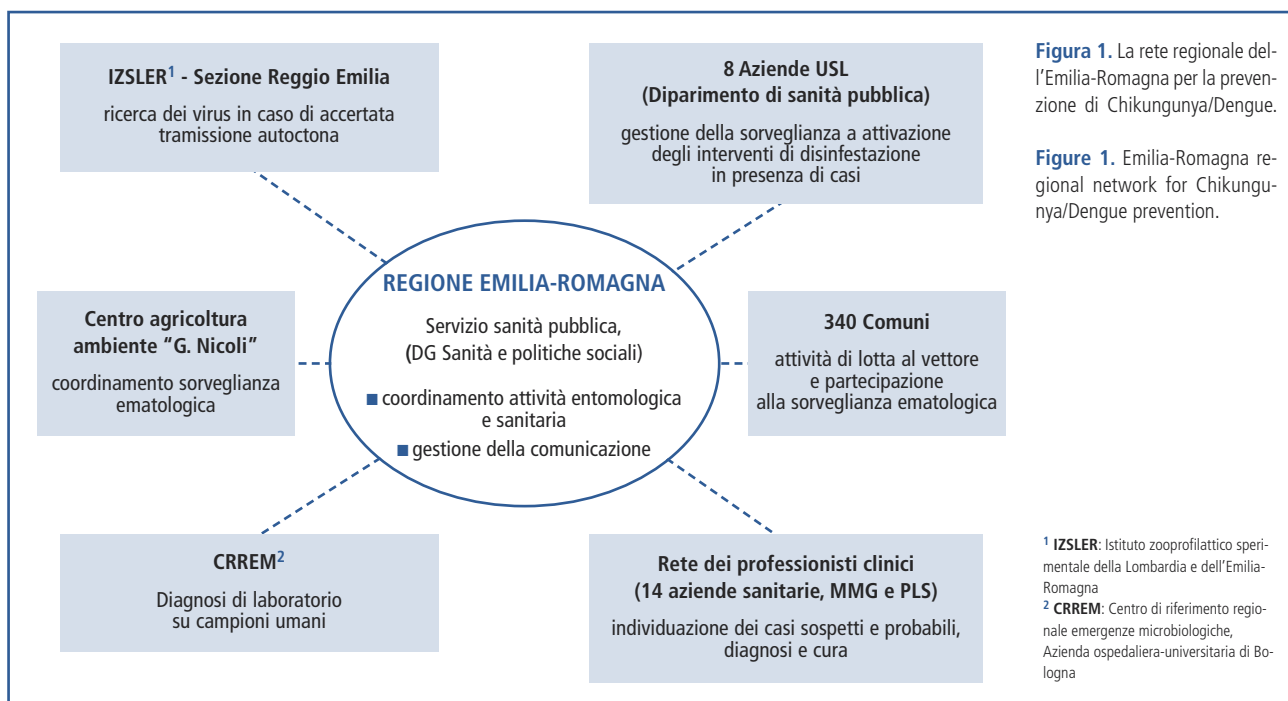 IZSLER¹ - Sezione Reggio Emilia
ricerca dei virus in caso di accertata
tramissione autoctona
8 Aziende USL
(Diparimento di sanità pubblica)
gestione della sorveglianza a attivazione
degli interventi di disinfestazione
in presenza di casi
Centro agricoltura
ambiente “G. Nicoli”
coordinamento sorveglianza
ematologica
REGIONE EMILIA-ROMAGNA
Servizio sanità pubblica,
(DG Sanità e politiche sociali)
■ coordinamento attività entomologica
e sanitaria
■ gestione della comunicazione
340 Comuni
attività di lotta al vettore
e partecipazione
alla sorveglianza ematologica
CRREM²
Diagnosi di laboratorio
su campioni umani
Rete dei professionisti clinici
(14 aziende sanitarie, MMG e PLS)
individuazione dei casi sospetti e probabili,
diagnosi e cura
Figura 1. La rete regionale del-
l’Emilia-Romagna per la preven-
zione di Chikungunya/Dengue.
Figure 1. Emilia-Romagna re-
gional network for Chikungu-
nya/Dengue prevention.
¹ IZSLER: Istituto zooprofilattico speri-
mentale della Lombardia e dell’Emilia-
Romagna
² CRREM: Centro di riferimento regio-
nale emergenze microbiologiche,
Azienda ospedaliera-universitaria di Bo-
logna